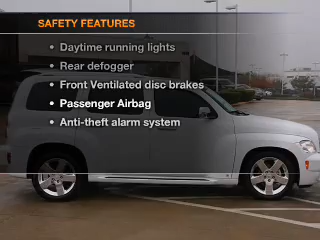 SAFETY FEATURES
• Daytime running lights
• Rear defogger
• Front Ventilated disc brakes
• Passenger Airbag
• Anti-theft alarm system